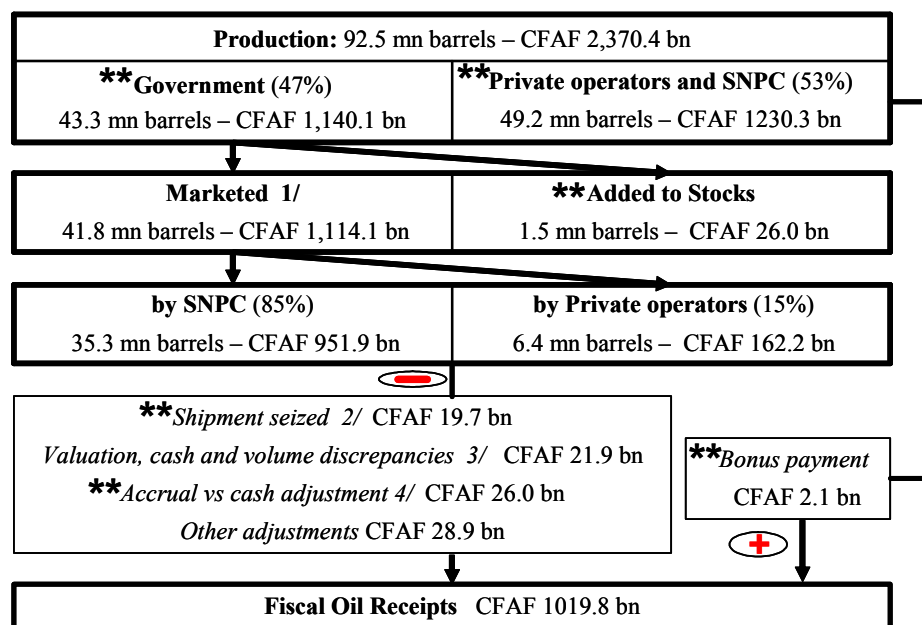 Production: 92.5 mn barrels – CFAF 2,370.4 bn
**Government (47%)
43.3 mn barrels – CFAF 1,140.1 bn
**Private operators and SNPC (53%)
49.2 mn barrels – CFAF 1230.3 bn
Marketed 1/
41.8 mn barrels – CFAF 1,114.1 bn
**Added to Stocks
1.5 mn barrels – CFAF 26.0 bn
by SNPC (85%)
35.3 mn barrels – CFAF 951.9 bn
by Private operators (15%)
6.4 mn barrels – CFAF 162.2 bn
**Shipment seized 2/ CFAF 19.7 bn
Valuation, cash and volume discrepancies 3/ CFAF 21.9 bn
**Accrual vs cash adjustment 4/ CFAF 26.0 bn
Other adjustments CFAF 28.9 bn
**Bonus payment
CFAF 2.1 bn
Fiscal Oil Receipts CFAF 1019.8 bn